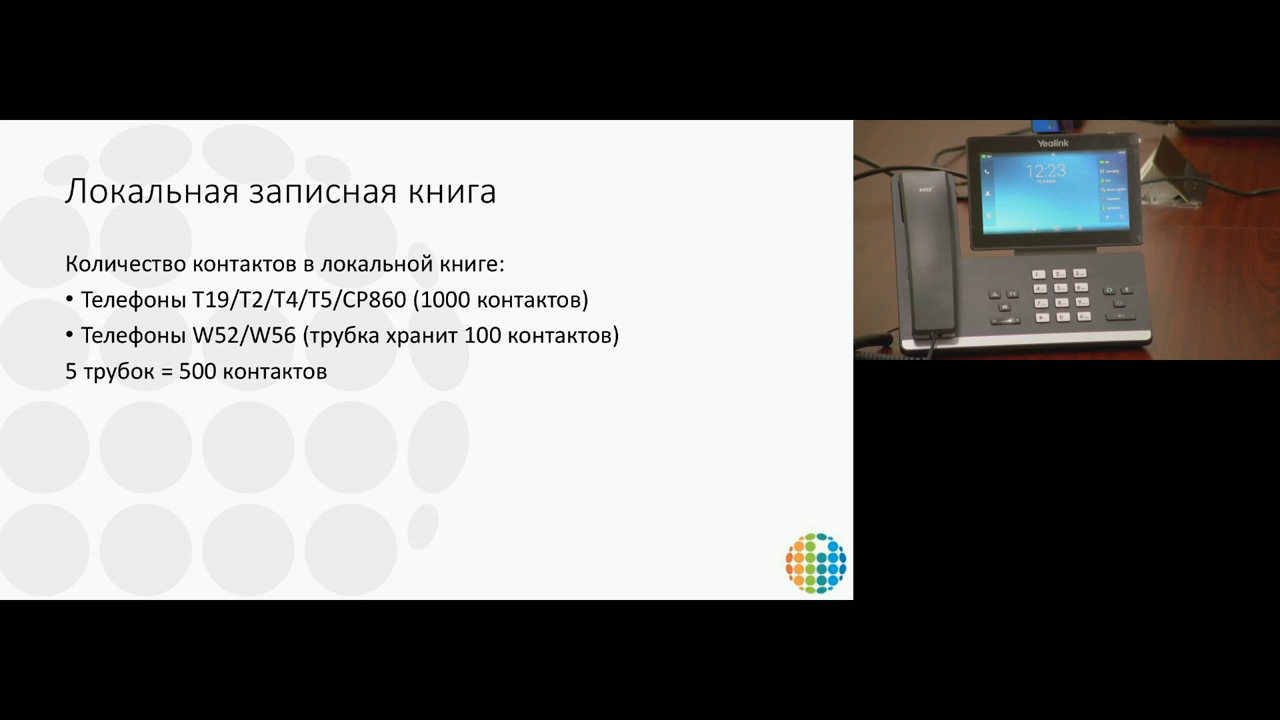 Локальная записная книга
Количество контактов в локальной книге:
• Телефоны T19/T2/T4/T5/CP860 (1000 контактов)
• Телефоны W52/W56 (трубка хранит 100 контактов)
5 трубок = 500 контактов
Yealink
12:23
HD